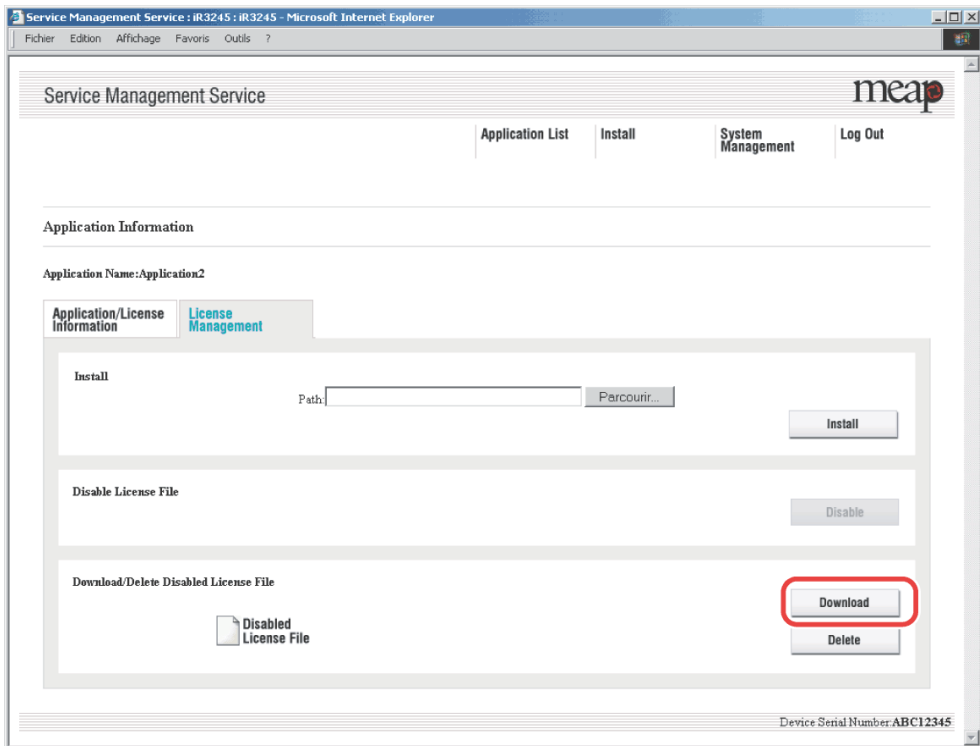 Service Management Service : iR3245 : iR3245 - Microsoft Internet Explorer
Fichier Edition Affichage Favoris Outils ?
Service Management Service
meap
Application List Install System Management Log Out
Application Information
Application Name:Application2
Application/License Information
License Management
Install
Path:
Parcourir...
Install
Disable License File
Disable
Download/Delete Disabled License File
Download
Disabled
License File
Delete
Device Serial Number:ABC12345